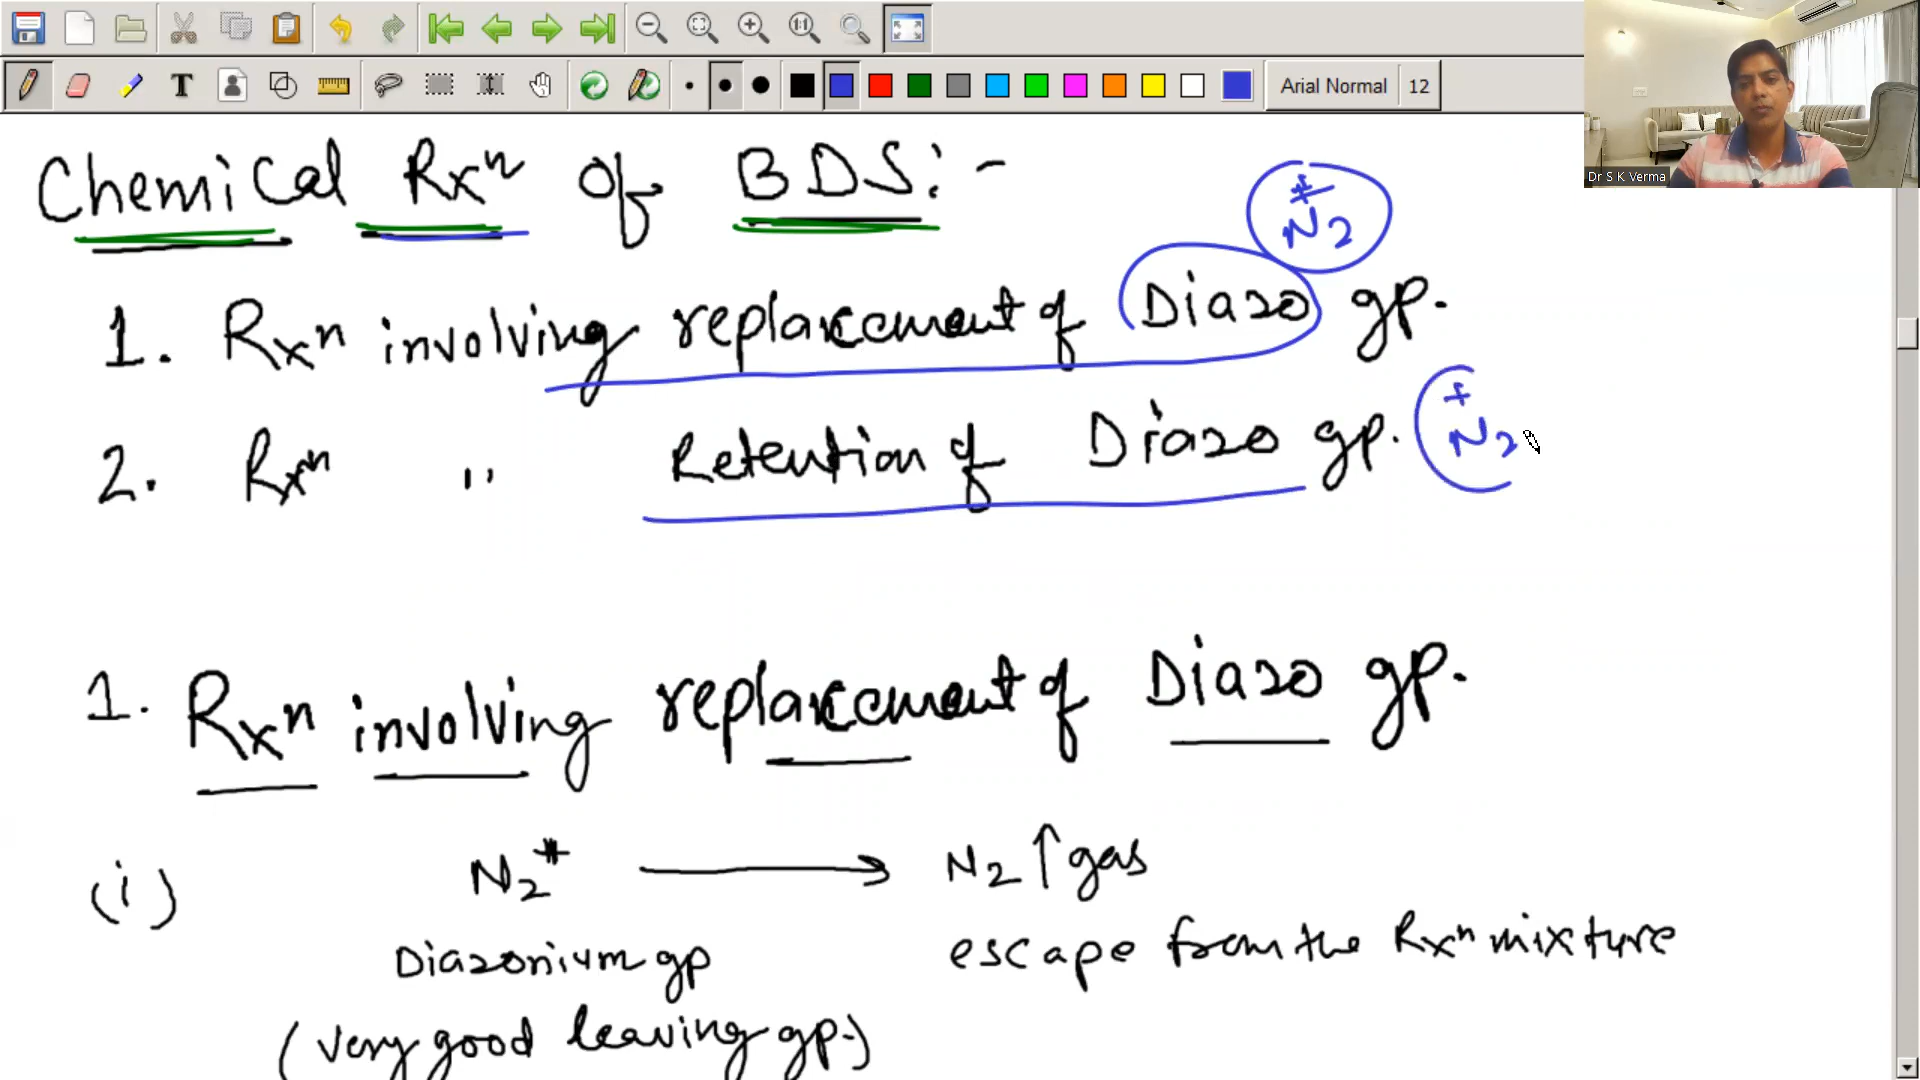 Arial Normal 12
Dr S K Verma
Chemical Rxⁿ of BDS:-
N₂⁺
1. Rxⁿ involving replacement of Diazo gp.
2. Rxⁿ " Retention of Diazo gp. N₂⁺
1. Rxⁿ involving replacement of Diazo gp.
(i) N₂⁺ ⟶ N₂↑ gas
Diazonium gp escape from the Rxⁿ mixture
(very good leaving gp.)